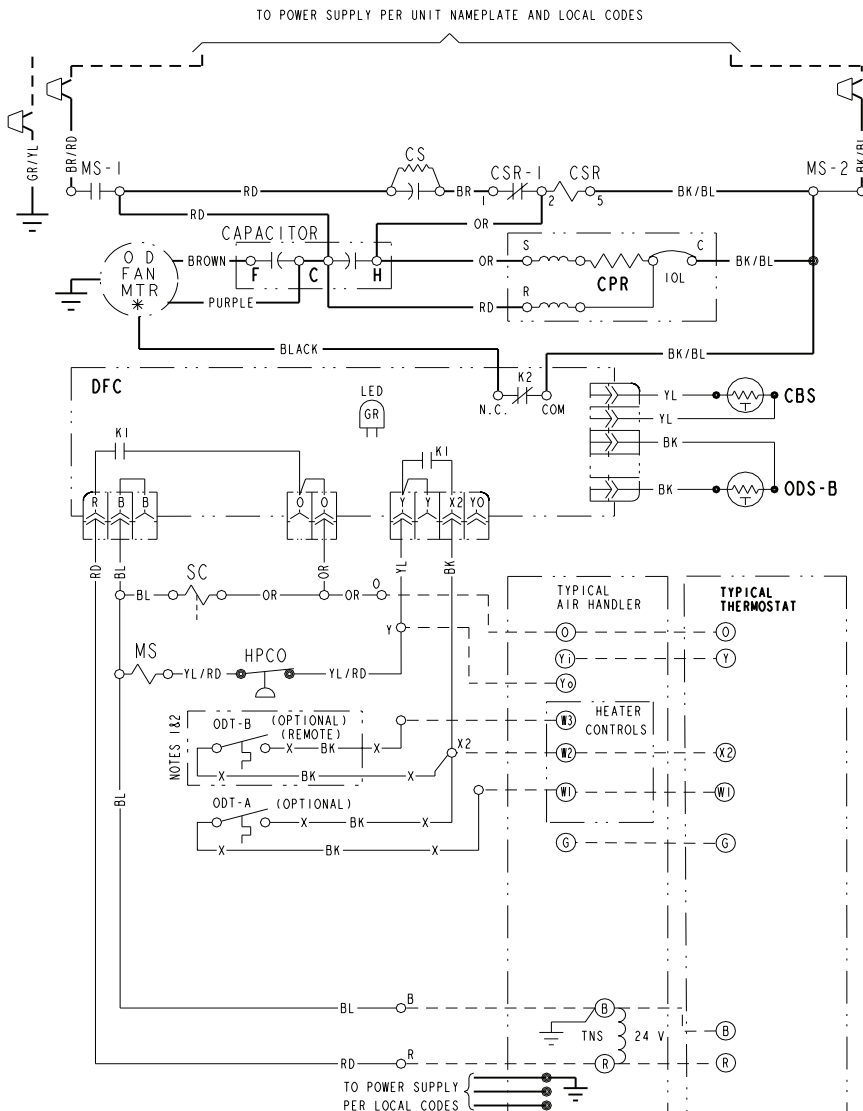 TO POWER SUPPLY PER UNIT NAMEPLATE AND LOCAL CODES
GR/YL
BR/RD
BK/BL
MS-1
RD
CS
BR
1
CSR-1
2
CSR
5
BK/BL
MS-2
RD
OR
CAPACITOR
O D
FAN
MTR
*
BROWN
F
C
H
OR
S
CPR
IOL
C
BK/BL
PURPLE
RD
R
BLACK
BK/BL
DFC
LED
GR
K2
N.C.
COM
YL
CBS
YL
BK
BK
ODS-B
K1
K1
R
B
B
O
O
Y
Y
X2
YO
RD
BL
OR
YL
BK
SC
BL
OR
OR
O
Y
MS
YL/RD
HPCO
YL/RD
NOTES 1&2
ODT-B
(OPTIONAL)
(REMOTE)
X
BK
X
X
BK
X
X2
BL
ODT-A
(OPTIONAL)
X
BK
X
X
BK
X
TYPICAL
AIR HANDLER
TYPICAL
THERMOSTAT
O
O
Yi
Y
Yo
HEATER
CONTROLS
W3
W2
X2
W1
W1
G
G
BL
B
B
TNS
24 V
B
RD
R
R
R
TO POWER SUPPLY
PER LOCAL CODES